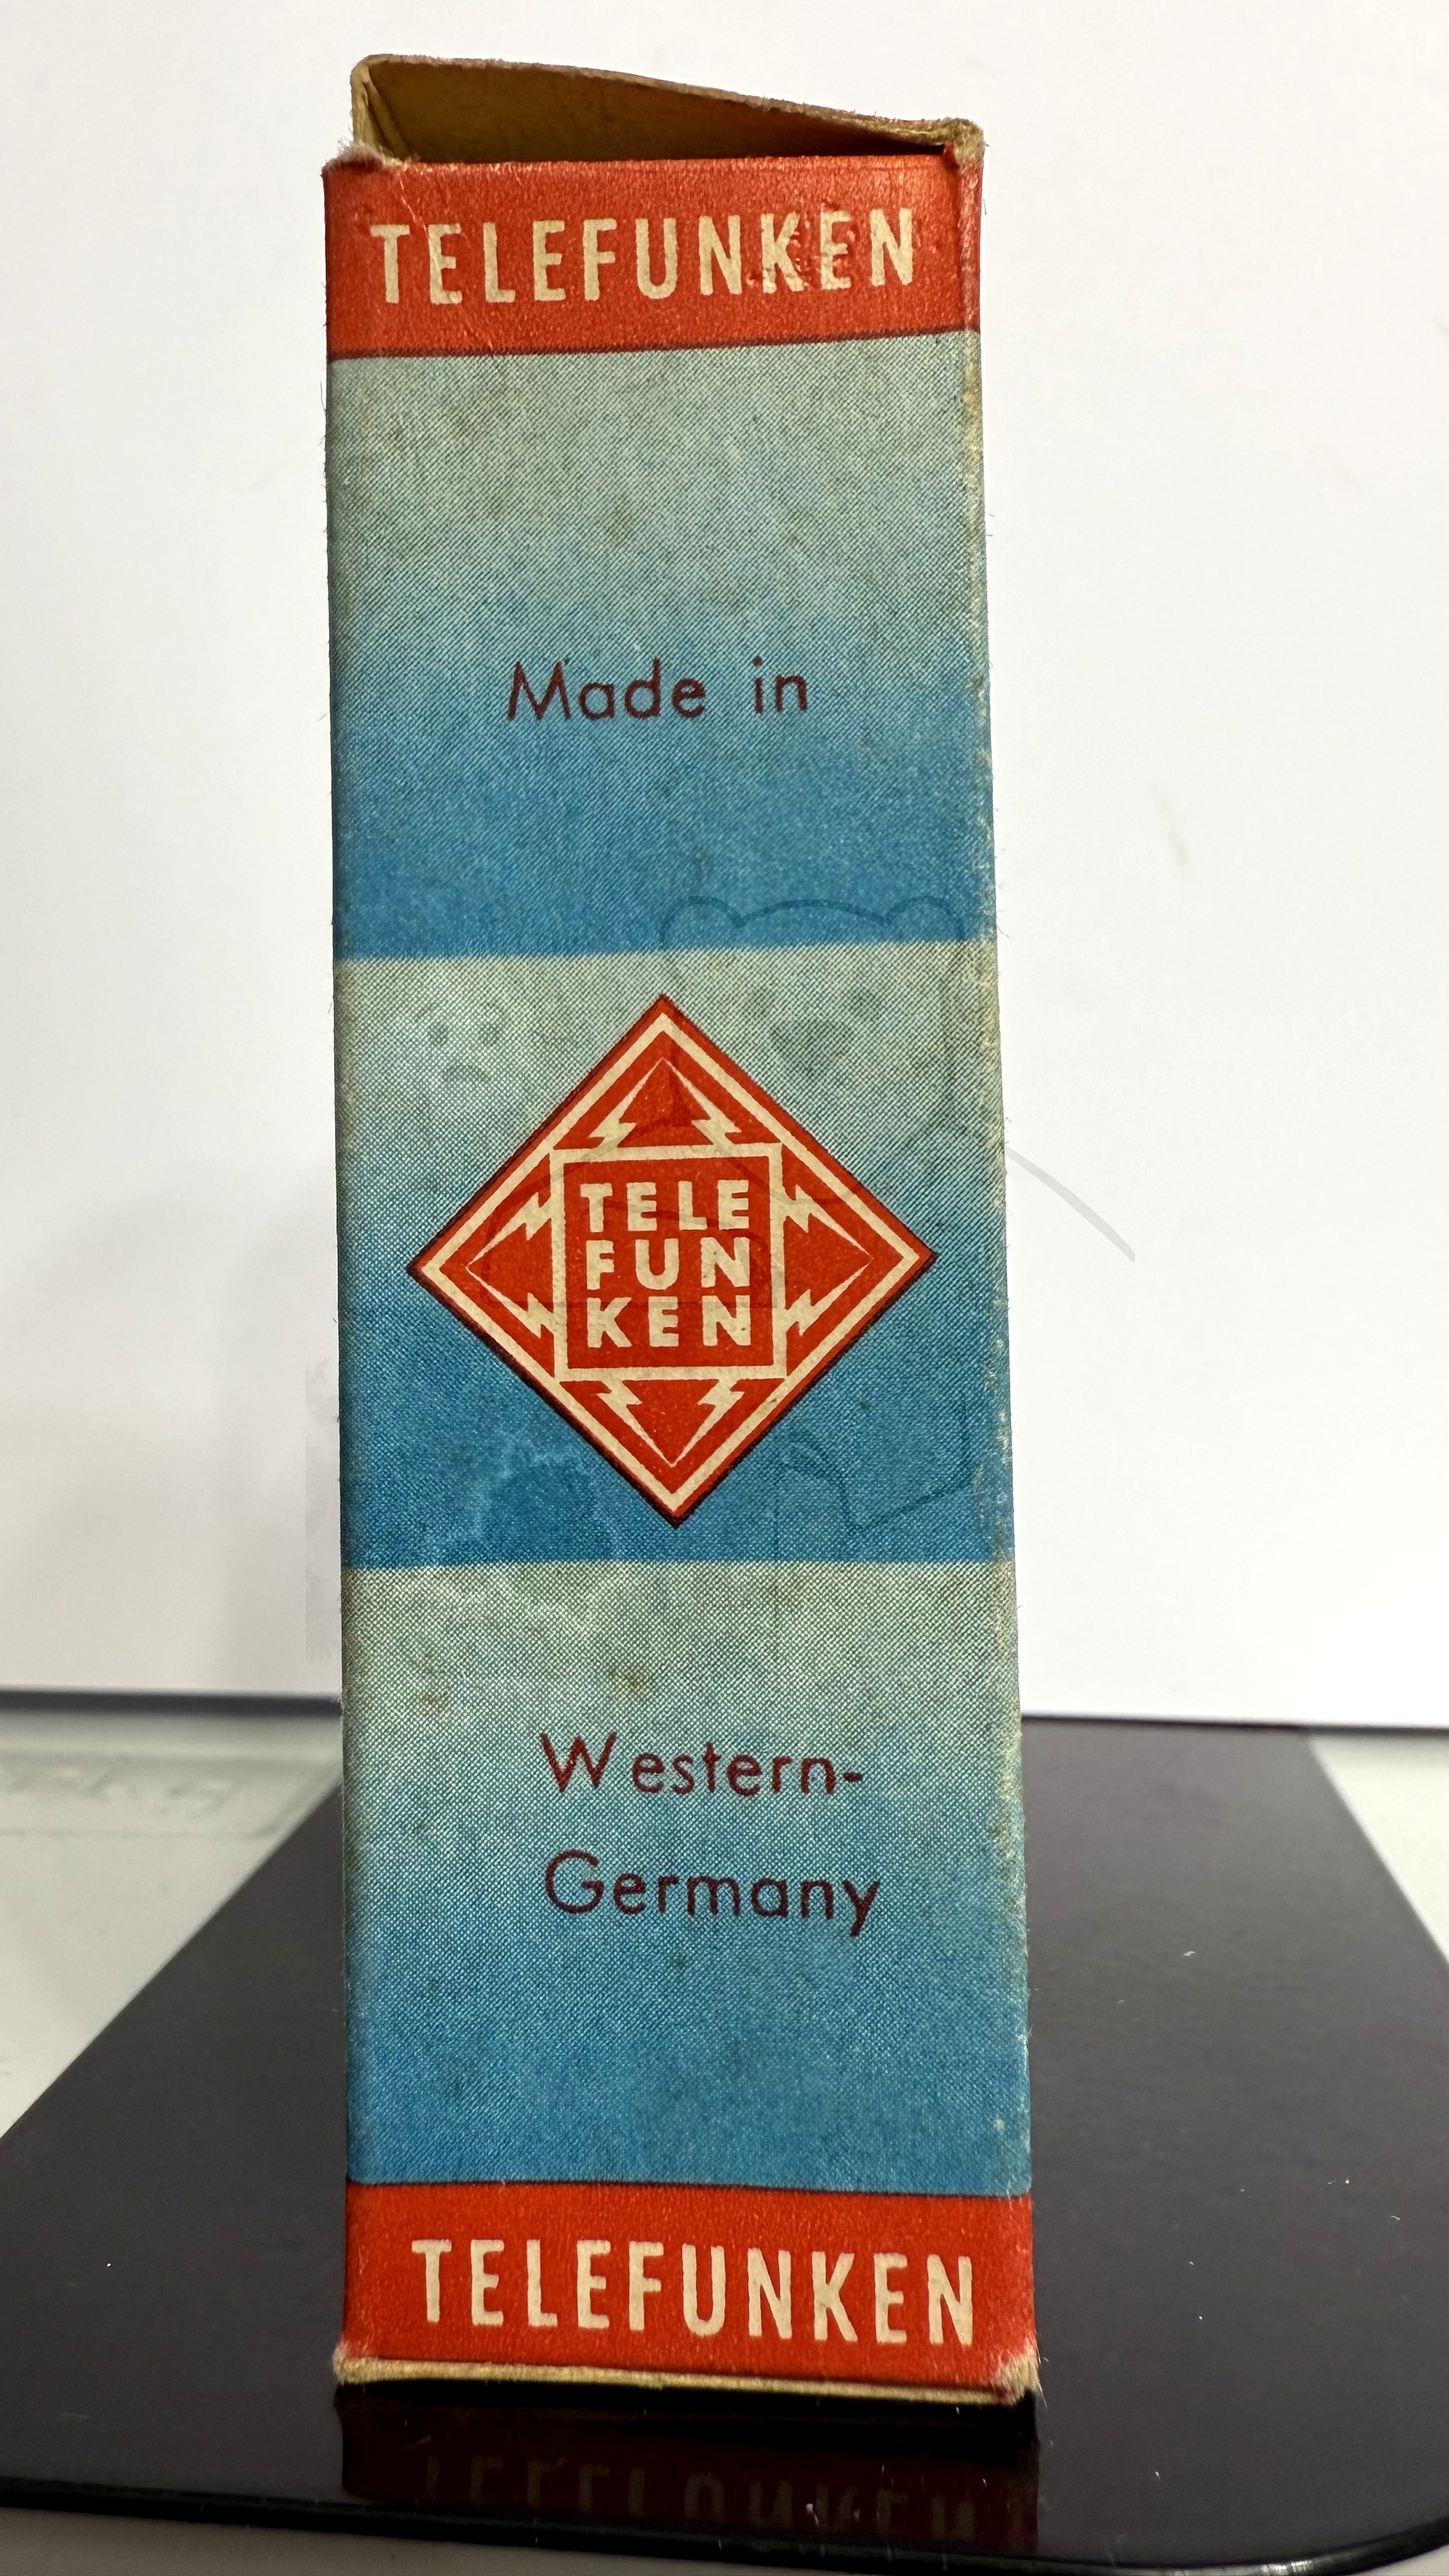 TELEFUNKEN
Made in
TELE
FUN
KEN
Western-
Germany
TELEFUNKEN